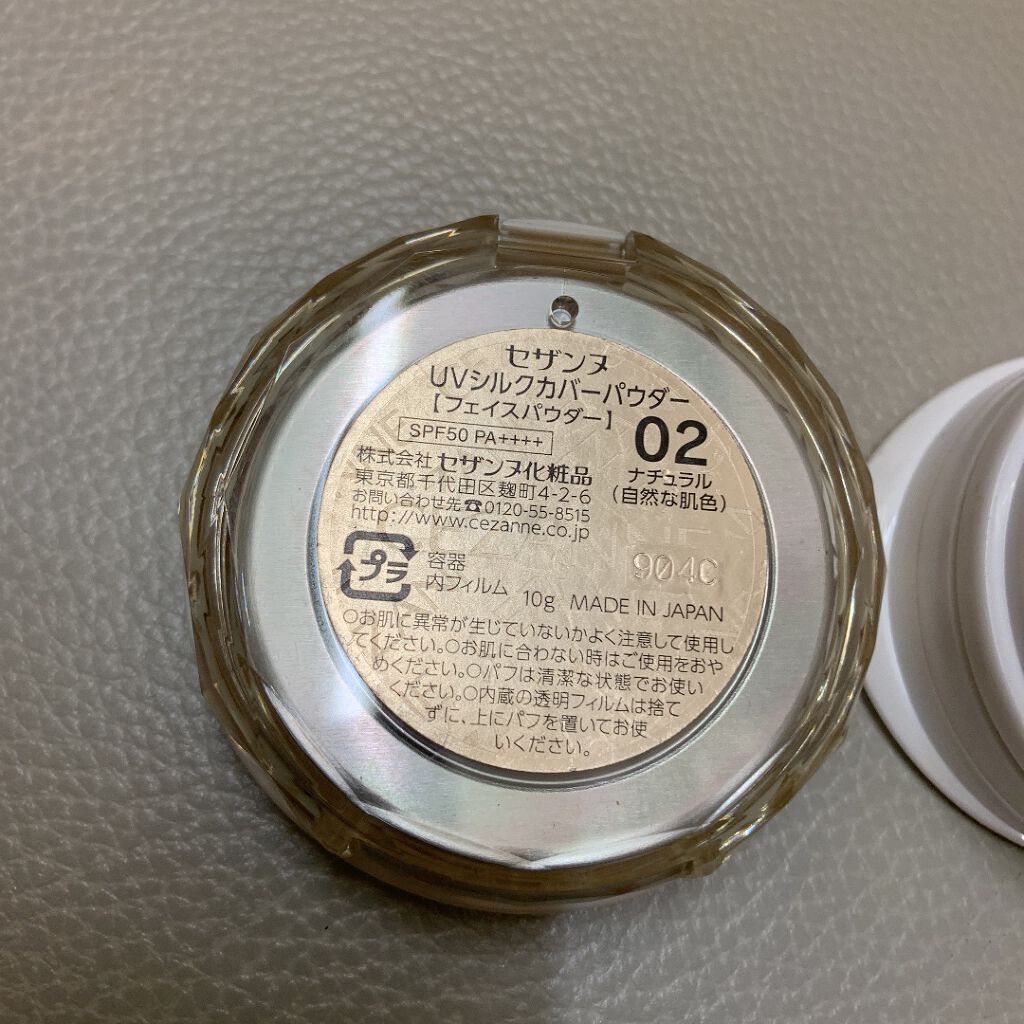 セザンヌ
UVシルクカバーパウダー
【フェイスパウダー】
SPF50 PA++++
02
ナチュラル
(自然な肌色)
株式会社 セザンヌ化粧品
東京都千代田区麹町4-2-6
お問い合わせ先☎0120-55-8515
http://www.cezanne.co.jp
プラ
容器
内フィルム
10g MADE IN JAPAN
904C
○お肌に異常が生じていないかよく注意して使用し
てください。○お肌に合わない時はご使用をおや
めください。○パフは清潔な状態でお使い
ください。○内蔵の透明フィルムは捨て
ずに、上にパフを置いてお使
いください。